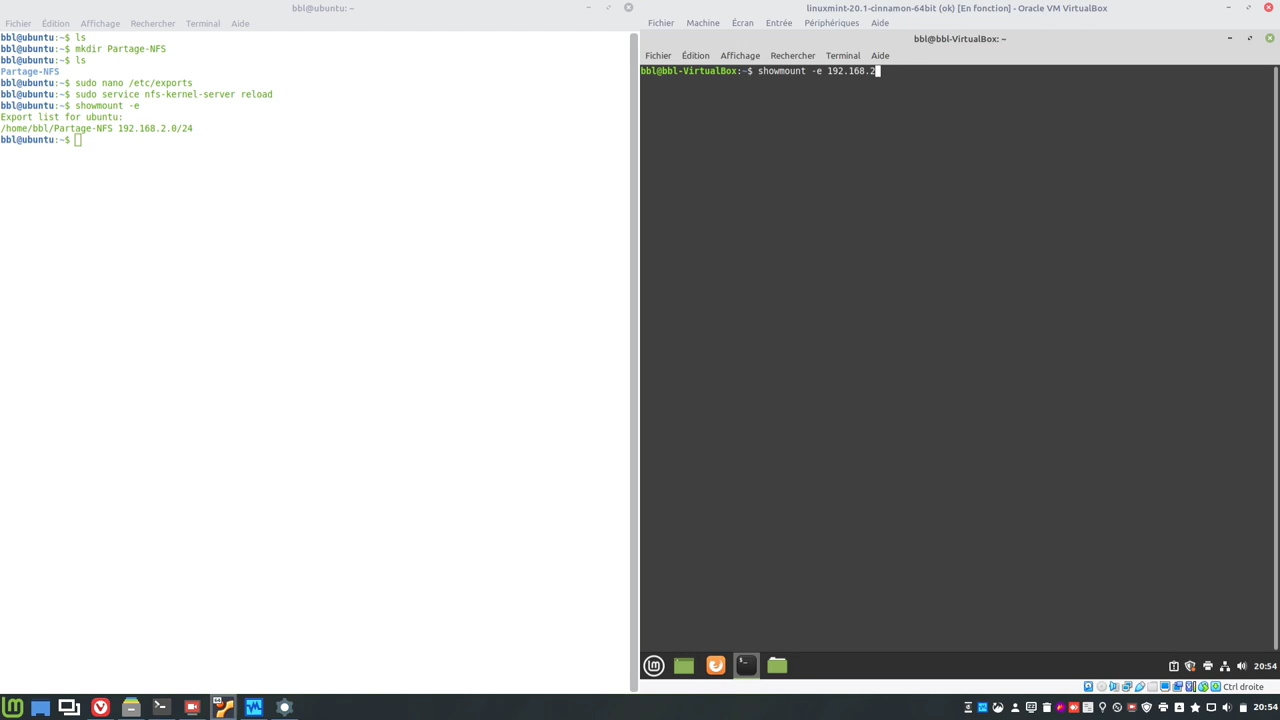 bbl@ubuntu: ~
Fichier Édition Affichage Rechercher Terminal Aide
bbl@ubuntu:~$ ls
bbl@ubuntu:~$ mkdir Partage-NFS
bbl@ubuntu:~$ ls
Partage-NFS
bbl@ubuntu:~$ sudo nano /etc/exports
bbl@ubuntu:~$ sudo service nfs-kernel-server reload
bbl@ubuntu:~$ showmount -e
Export list for ubuntu:
/home/bbl/Partage-NFS 192.168.2.0/24
bbl@ubuntu:~$
linuxmint-20.1-cinnamon-64bit (ok) [En fonction] - Oracle VM VirtualBox
Fichier Machine Écran Entrée Périphériques Aide
bbl@bbl-VirtualBox: ~
Fichier Édition Affichage Rechercher Terminal Aide
bbl@bbl-VirtualBox:~$ showmount -e 192.168.2
20:54
Ctrl droite
20:54